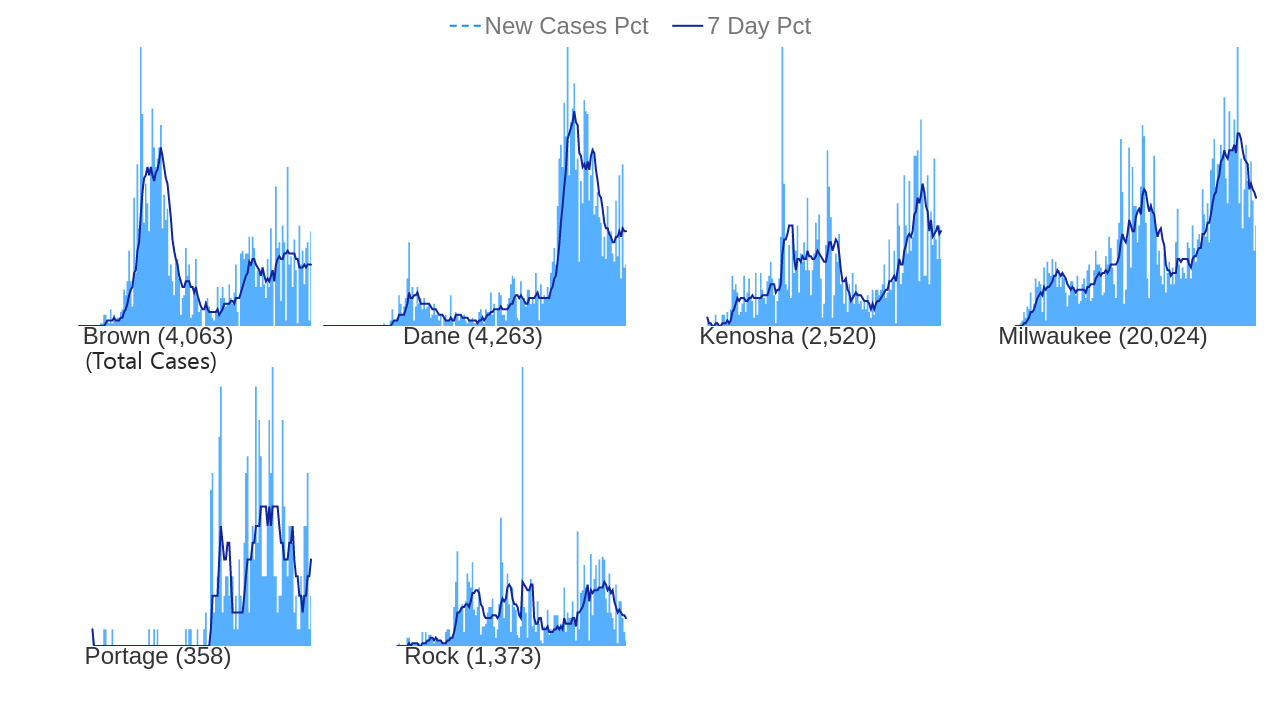 New Cases Pct 7 Day Pct
Brown (4,063) Dane (4,263) Kenosha (2,520) Milwaukee (20,024)
(Total Cases)
Portage (358) Rock (1,373)